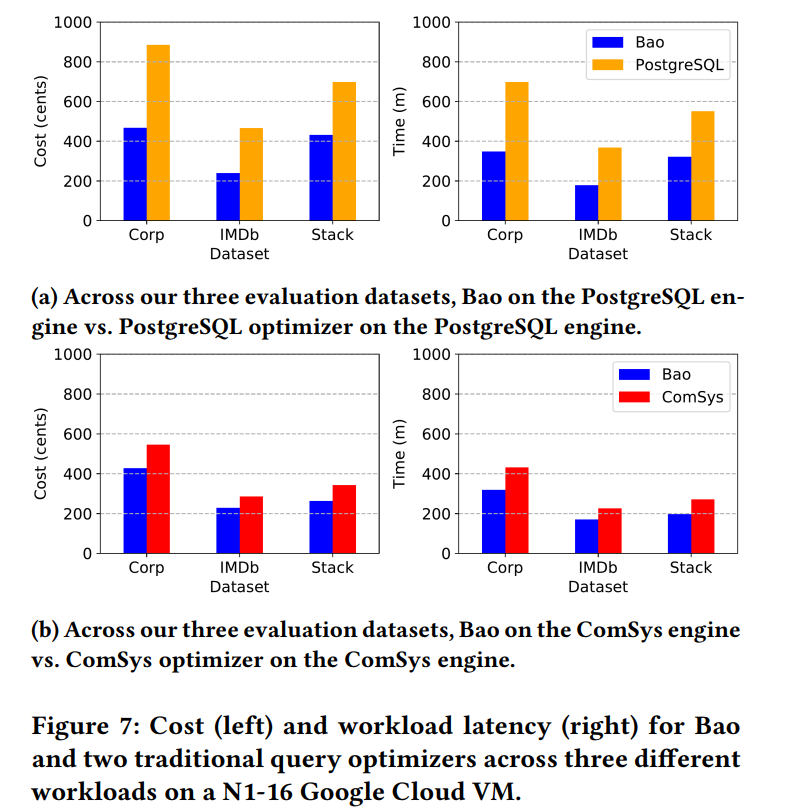 1000
800
600
400
200
0
Cost (cents)
Corp IMDb Stack
Dataset
1000
800
600
400
200
0
Time (m)
Bao
PostgreSQL
Corp IMDb Stack
Dataset
(a) Across our three evaluation datasets, Bao on the PostgreSQL en-
gine vs. PostgreSQL optimizer on the PostgreSQL engine.
1000
800
600
400
200
0
Cost (cents)
Corp IMDb Stack
Dataset
1000
800
600
400
200
0
Time (m)
Bao
ComSys
Corp IMDb Stack
Dataset
(b) Across our three evaluation datasets, Bao on the ComSys engine
vs. ComSys optimizer on the ComSys engine.
Figure 7: Cost (left) and workload latency (right) for Bao
and two traditional query optimizers across three different
workloads on a N1-16 Google Cloud VM.